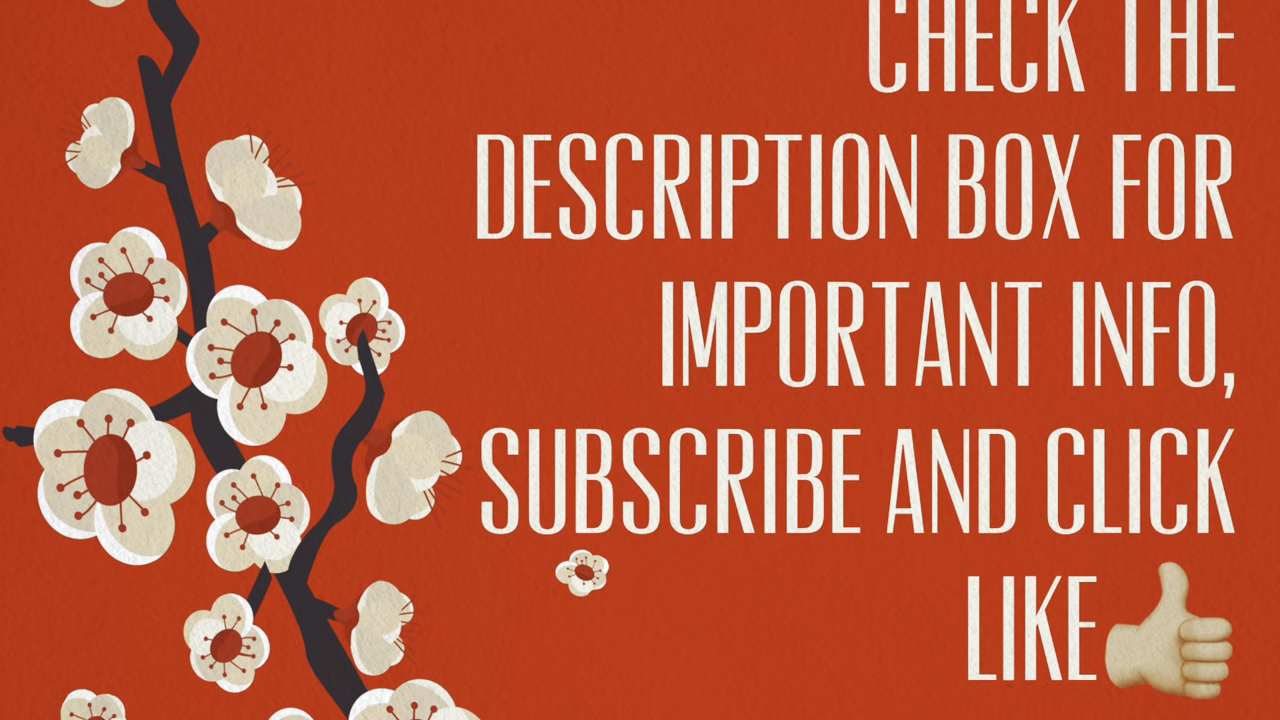 CHECK THE
DESCRIPTION BOX FOR
IMPORTANT INFO,
SUBSCRIBE AND CLICK
LIKE👍